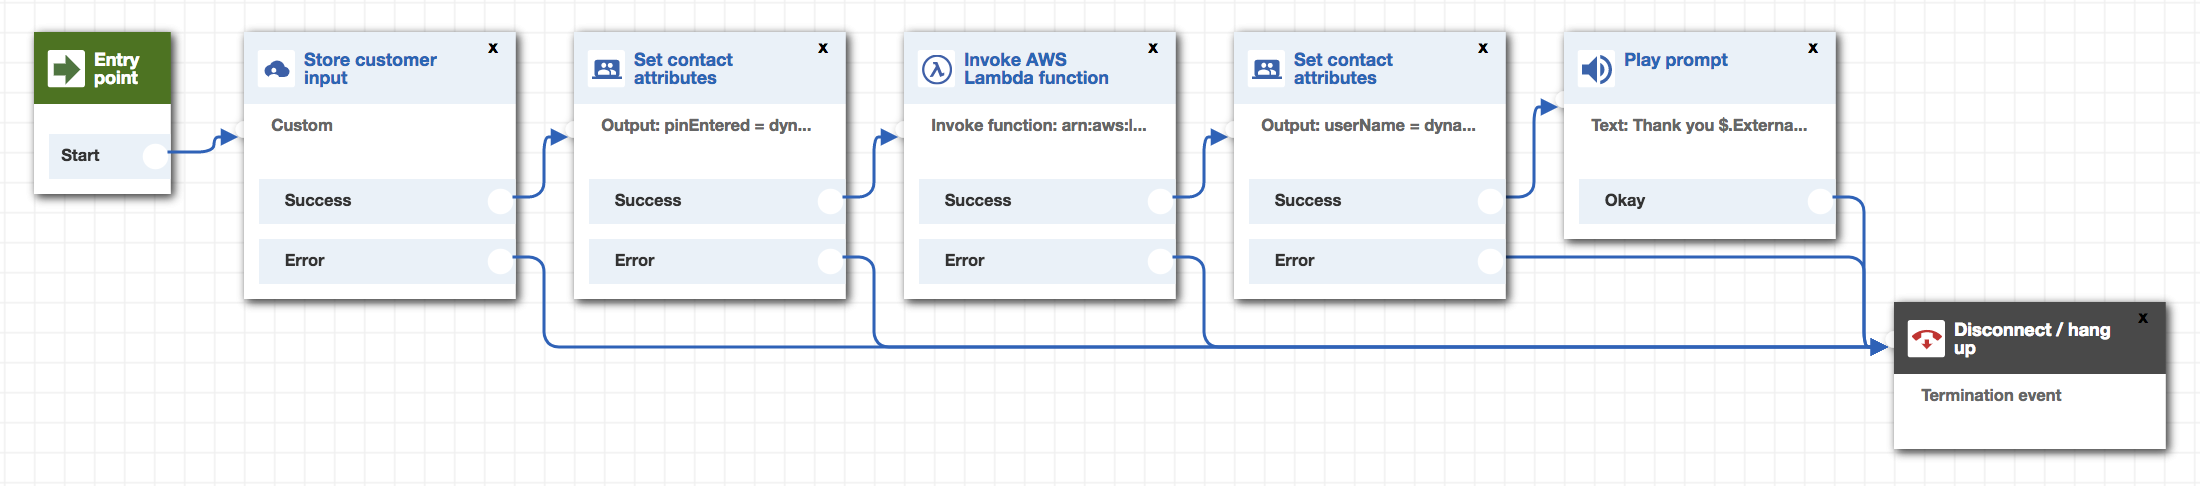 Entry
point
Start
Store customer
input
x
Custom
Success
Error
Set contact
attributes
x
Output: pinEntered = dyn...
Success
Error
Invoke AWS
Lambda function
x
Invoke function: arn:aws:l...
Success
Error
Set contact
attributes
x
Output: userName = dyna...
Success
Error
Play prompt
x
Text: Thank you $.Externa...
Okay
Disconnect / hang
up
x
Termination event